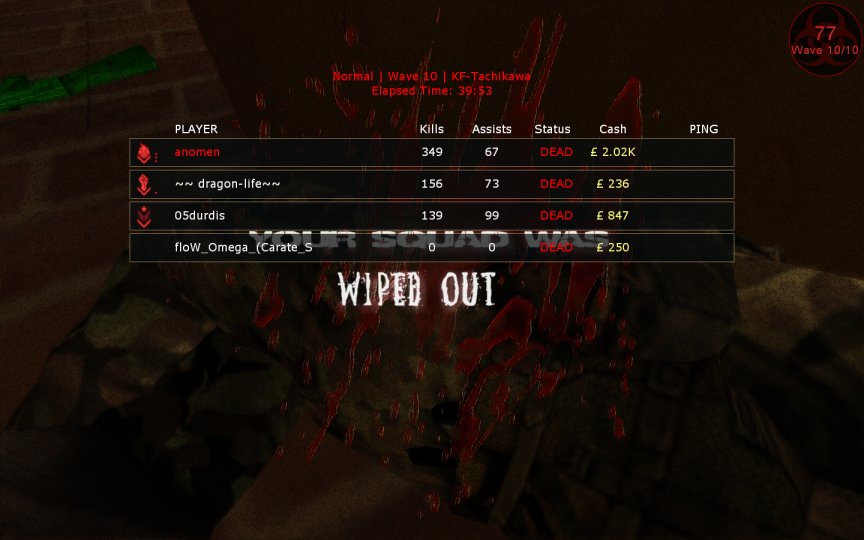 77
Wave 10/10
Normal | Wave 10 | KF-Tachikawa
Elapsed Time: 39:53
PLAYER Kills Assists Status Cash PING
anomen 349 67 DEAD £ 2.02K
~~ dragon-life~~ 156 73 DEAD £ 236
05durdis 139 99 DEAD £ 847
YOUR SQUAD WAS
floW_Omega_(Carate_S 0 0 DEAD £ 250
WIPED OUT